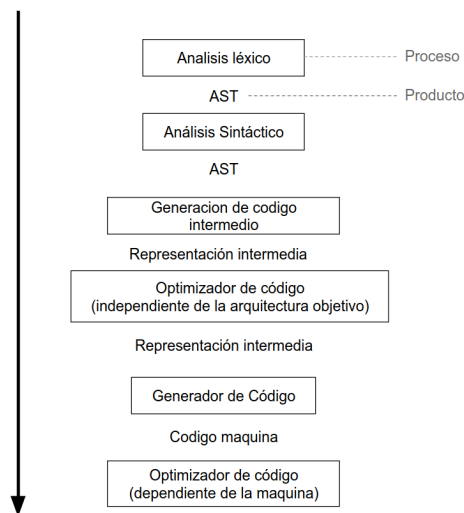 Analisis léxico
Proceso
AST
Producto
Análisis Sintáctico
AST
Generacion de codigo
intermedio
Representación intermedia
Optimizador de código
(independiente de la arquitectura objetivo)
Representación intermedia
Generador de Código
Codigo maquina
Optimizador de código
(dependiente de la maquina)